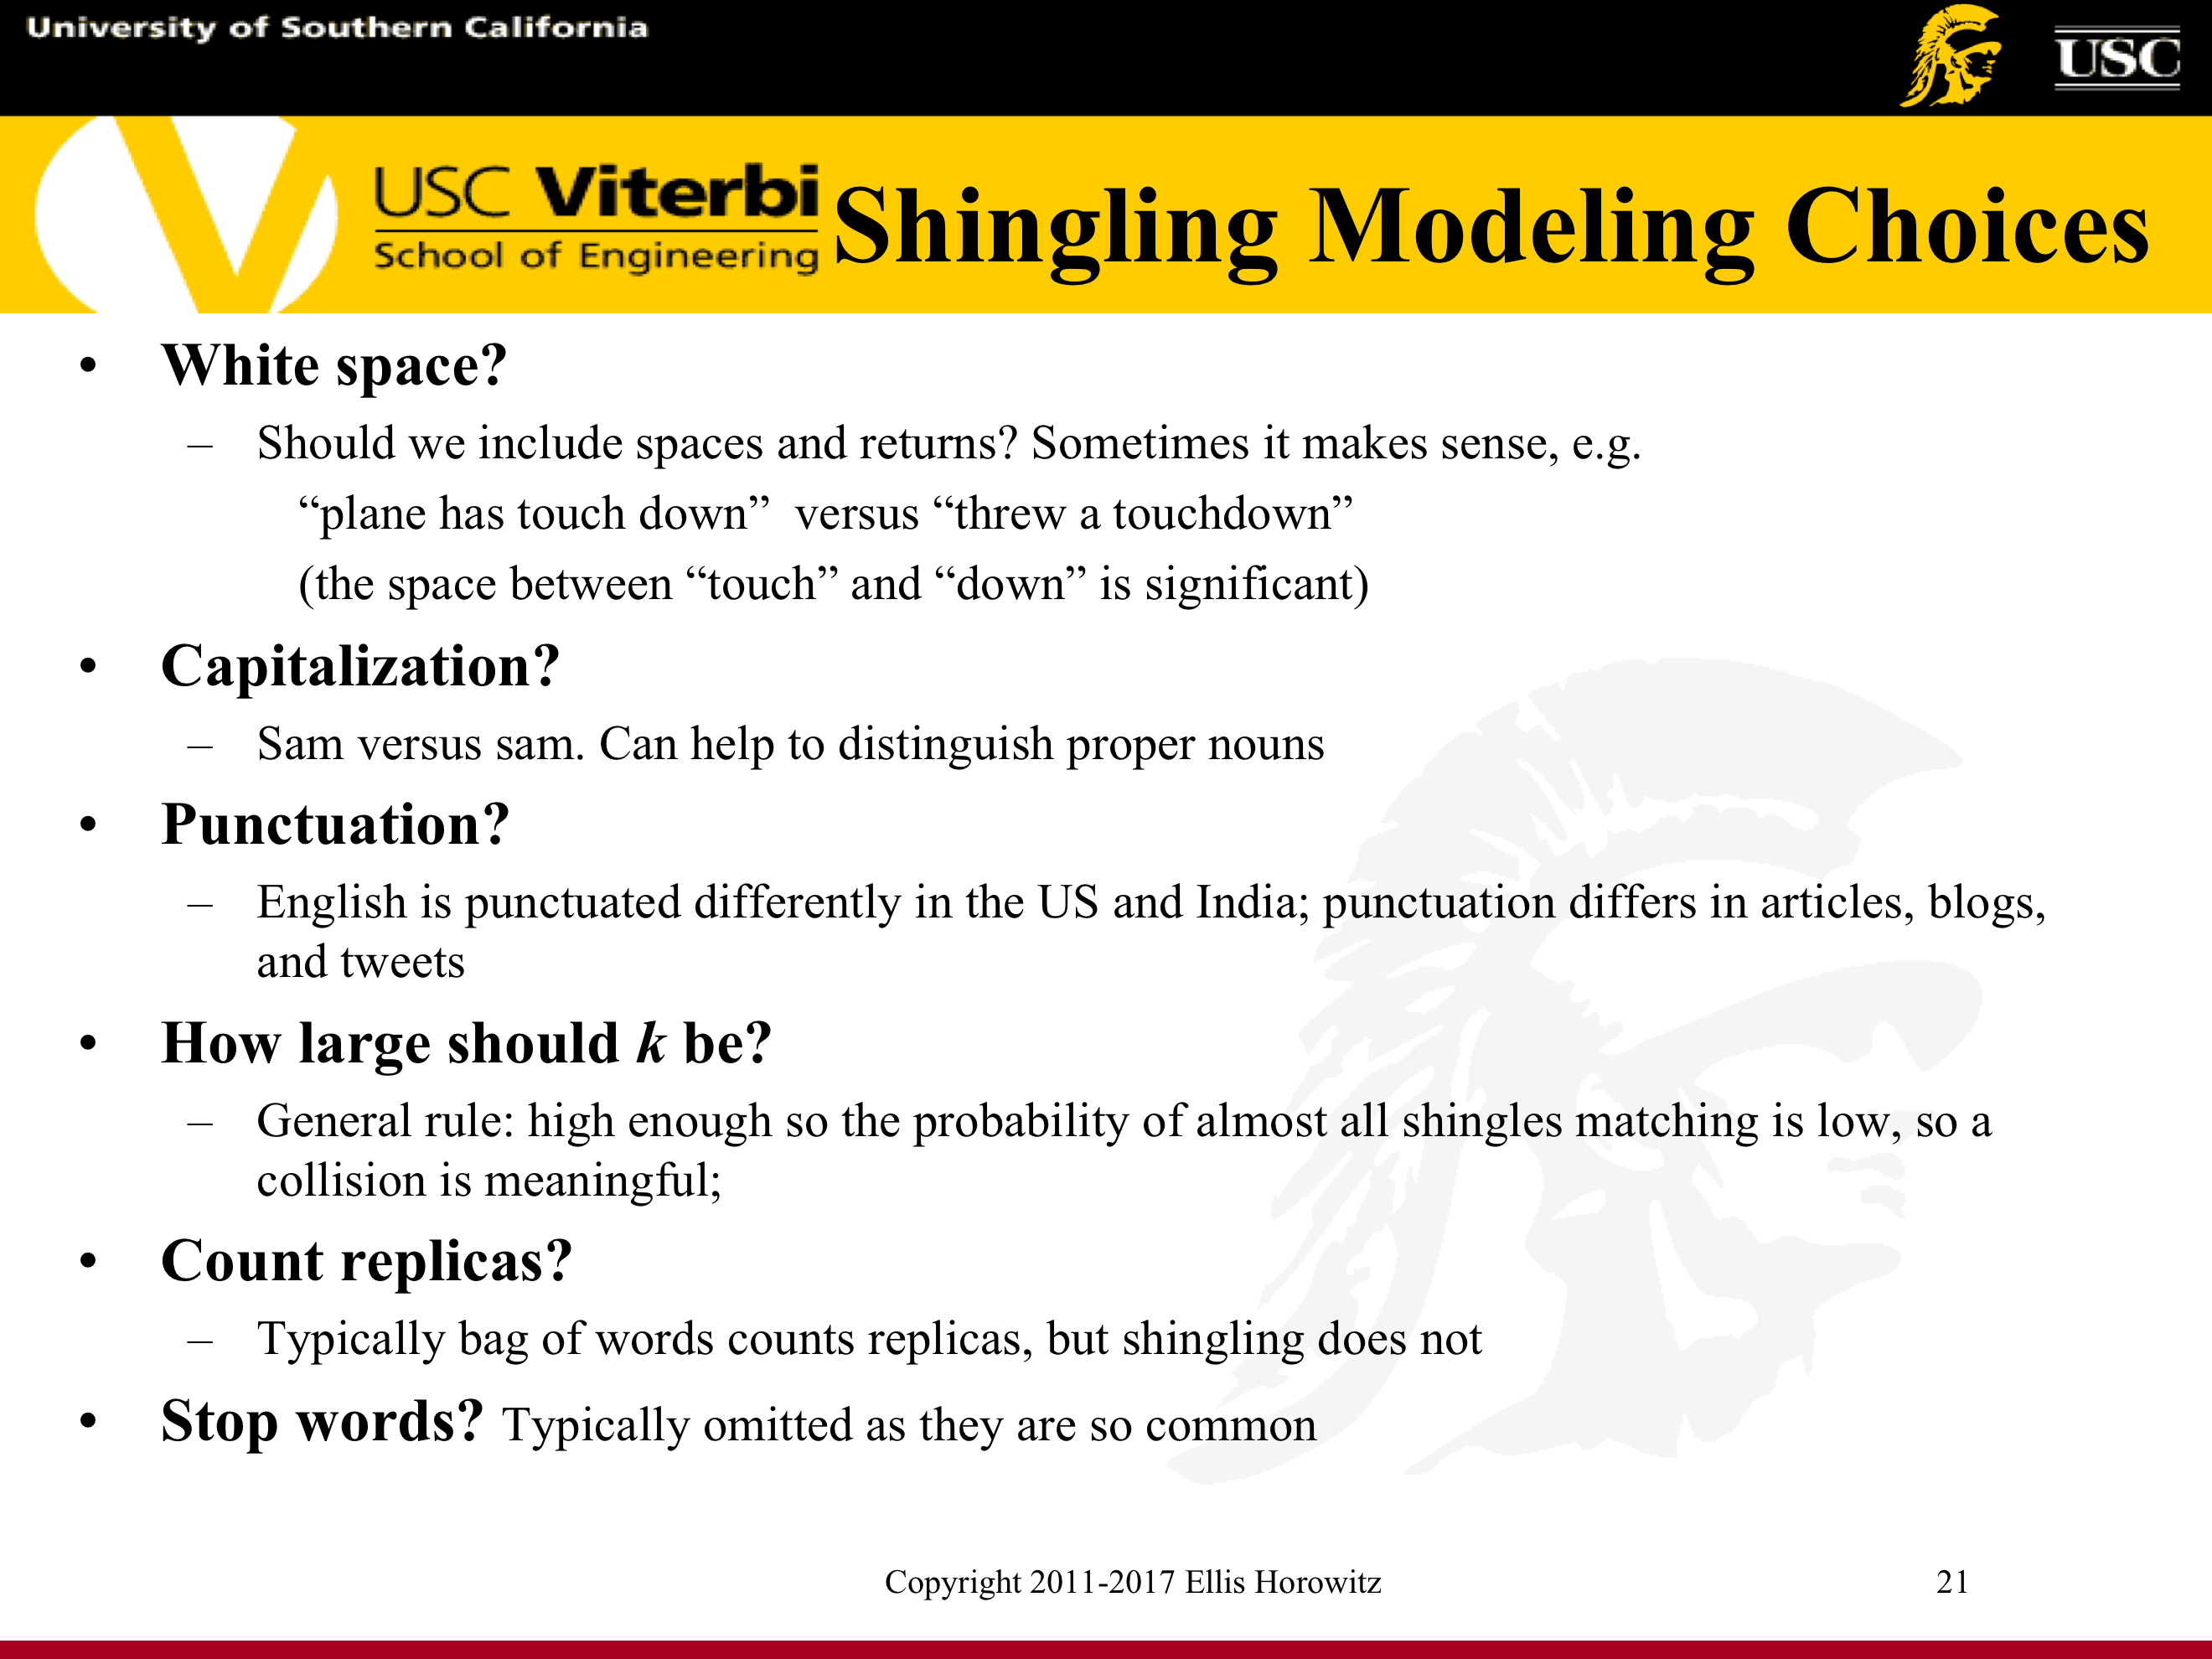 University of Southern California
USC
USC Viterbi
School of Engineering
Shingling Modeling Choices
• White space?
– Should we include spaces and returns? Sometimes it makes sense, e.g.
“plane has touch down”  versus “threw a touchdown”
(the space between “touch” and “down” is significant)
• Capitalization?
– Sam versus sam. Can help to distinguish proper nouns
• Punctuation?
– English is punctuated differently in the US and India; punctuation differs in articles, blogs,
and tweets
• How large should k be?
– General rule: high enough so the probability of almost all shingles matching is low, so a
collision is meaningful;
• Count replicas?
– Typically bag of words counts replicas, but shingling does not
• Stop words? Typically omitted as they are so common
Copyright 2011-2017 Ellis Horowitz
21